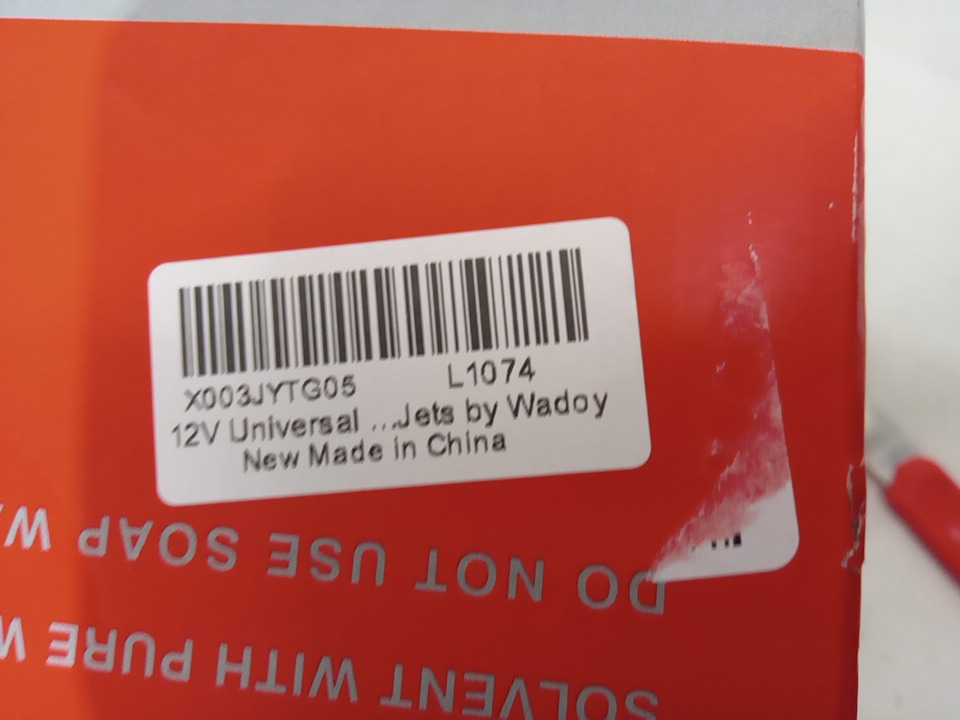 X003JYTG05 L1074
12V Universal ...Jets by Wadoy
New Made in China
SOLVENT WITH PURE
DO NOT USE SOAP